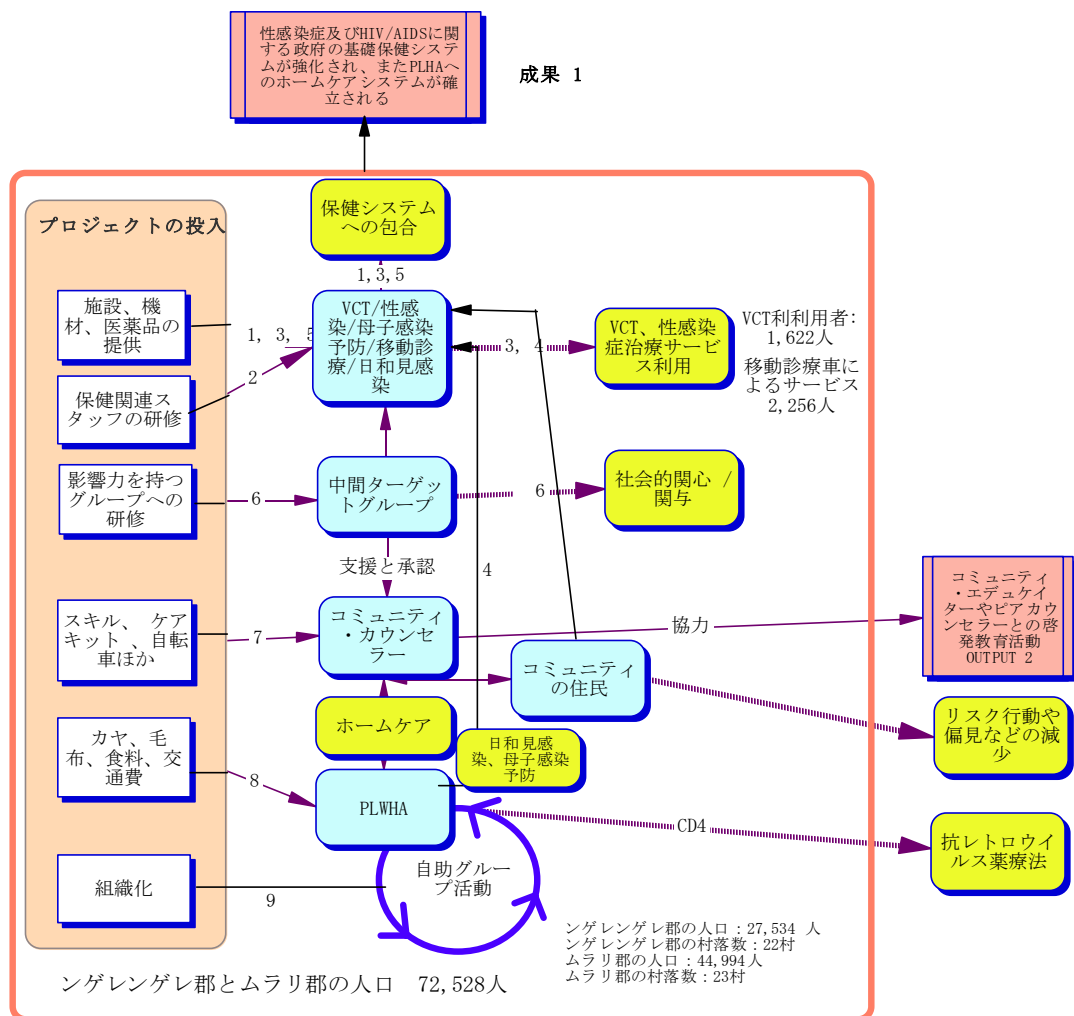 性感染症及びHIV/AIDSに関
する政府の基礎保健システ
ムが強化され、またPLHAへ
のホームケアシステムが確
立される
成果 1
プロジェクトの投入
保健システム
への包合
1,3,5
施設、機
材、医薬品の
提供
1, 3, 5
VCT/性感
染/母子感染
予防/移動診
療/日和見感
染
3, 4
VCT、性感染
症治療サービ
ス利用
VCT利利用者:
1,622人
移動診療車に
よるサービス
2,256人
保健関連ス
タッフの研修
2
影響力を持つ
グループへの
研修
6
中間ターゲッ
トグループ
6
社会的関心 /
関与
支援と承認
4
スキル、 ケア
キット 、自転
車ほか
7
コミュニティ
・カウンセ
ラー
協力
コミュニティ
・エデュケイ
ターやピアカウ
ンセラーとの啓
発教育活動
OUTPUT 2
コミュニティ
の住民
ホームケア
日和見感
染、母子感染
予防
リスク行動や
偏見などの減
少
カヤ、毛
布、食料、交
通費
8
PLWHA
CD4
抗レトロウイ
ルス薬療法
自助グルー
プ活動
組織化
9
ンゲレンゲレ郡の人口：27,534 人
ンゲレンゲレ郡の村落数：22村
ムラリ郡の人口：44,994人
ムラリ郡の村落数：23村
ンゲレンゲレ郡とムラリ郡の人口 72,528人